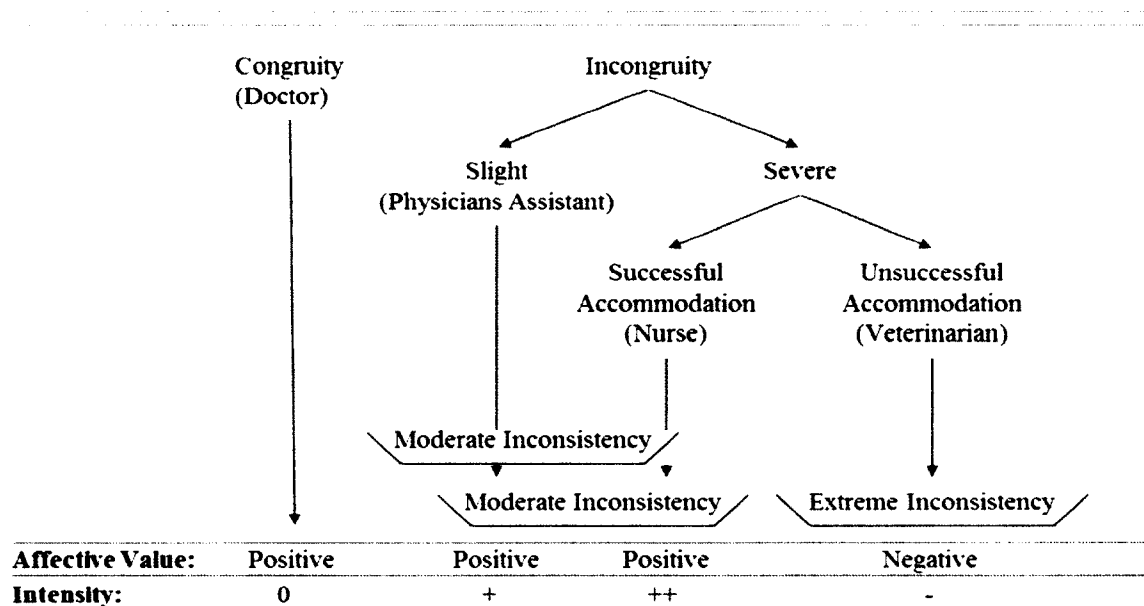 Congruity
(Doctor)
Incongruity
Slight
(Physicians Assistant)
Severe
Successful
Accommodation
(Nurse)
Unsuccessful
Accommodation
(Veterinarian)
Moderate Inconsistency
Moderate Inconsistency
Extreme Inconsistency
Affective Value: Positive Positive Positive Negative
Intensity: 0 + ++ -